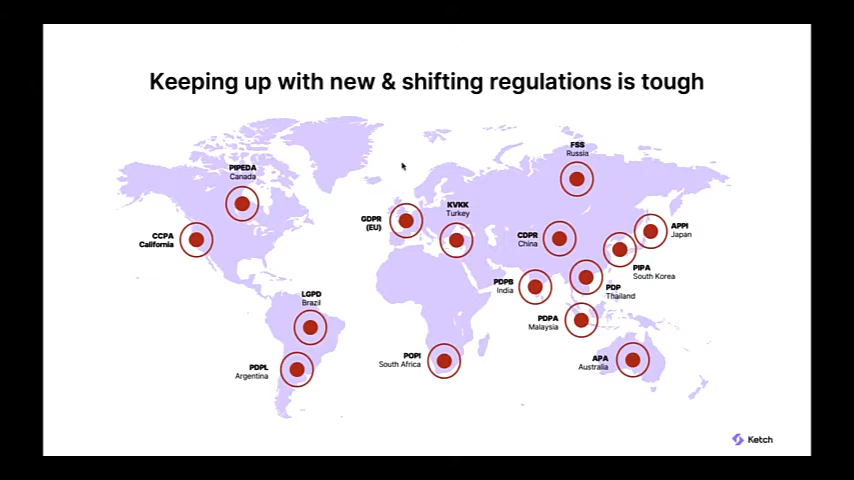 Keeping up with new & shifting regulations is tough
FSS
Russia
PIPEDA
Canada
KVKK
Turkey
GDPR
(EU)
CCPA
California
CDPR
China
APPI
Japan
PIPA
South Korea
PDPB
India
PDP
Thailand
LGPD
Brazil
PDPA
Malaysia
POPI
South Africa
APA
Australia
PDPL
Argentina
Ketch